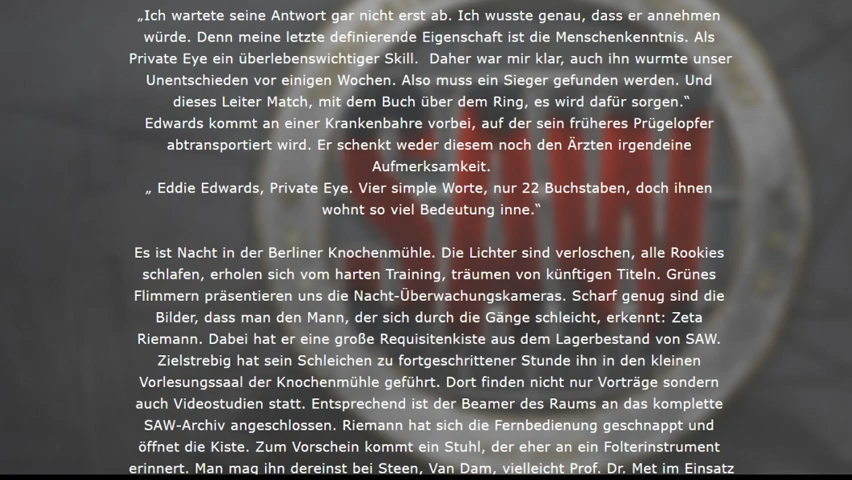 „Ich wartete seine Antwort gar nicht erst ab. Ich wusste genau, dass er annehmen
würde. Denn meine letzte definierende Eigenschaft ist die Menschenkenntnis. Als
Private Eye ein überlebenswichtiger Skill.  Daher war mir klar, auch ihn wurmte unser
Unentschieden vor einigen Wochen. Also muss ein Sieger gefunden werden. Und
dieses Leiter Match, mit dem Buch über dem Ring, es wird dafür sorgen.“
Edwards kommt an einer Krankenbahre vorbei, auf der sein früheres Prügelopfer
abtransportiert wird. Er schenkt weder diesem noch den Ärzten irgendeine
Aufmerksamkeit.
„ Eddie Edwards, Private Eye. Vier simple Worte, nur 22 Buchstaben, doch ihnen
wohnt so viel Bedeutung inne.“
Es ist Nacht in der Berliner Knochenmühle. Die Lichter sind verloschen, alle Rookies
schlafen, erholen sich vom harten Training, träumen von künftigen Titeln. Grünes
Flimmern präsentieren uns die Nacht-Überwachungskameras. Scharf genug sind die
Bilder, dass man den Mann, der sich durch die Gänge schleicht, erkennt: Zeta
Riemann. Dabei hat er eine große Requisitenkiste aus dem Lagerbestand von SAW.
Zielstrebig hat sein Schleichen zu fortgeschrittener Stunde ihn in den kleinen
Vorlesungssaal der Knochenmühle geführt. Dort finden nicht nur Vorträge sondern
auch Videostudien statt. Entsprechend ist der Beamer des Raums an das komplette
SAW-Archiv angeschlossen. Riemann hat sich die Fernbedienung geschnappt und
öffnet die Kiste. Zum Vorschein kommt ein Stuhl, der eher an ein Folterinstrument
erinnert. Man mag ihn dereinst bei Steen, Van Dam, vielleicht Prof. Dr. Met im Einsatz
SAW